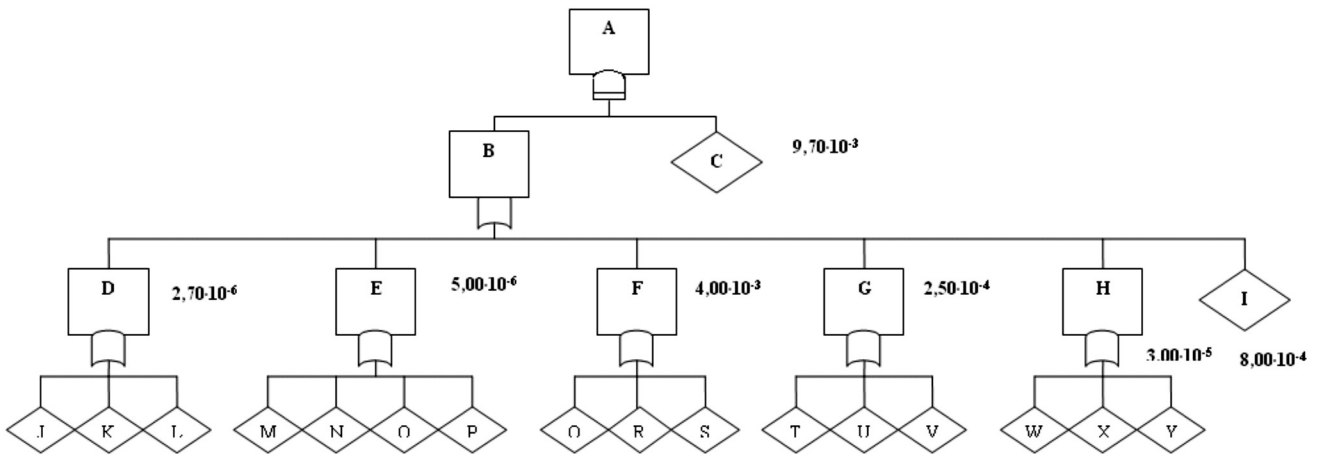 A
B
C
9,70·10-3
D
2,70·10-6
E
5,00·10-6
F
4,00·10-3
G
2,50·10-4
H
3.00·10-5
I
8,00·10-4
J K L M N O P Q R S T U V W X Y